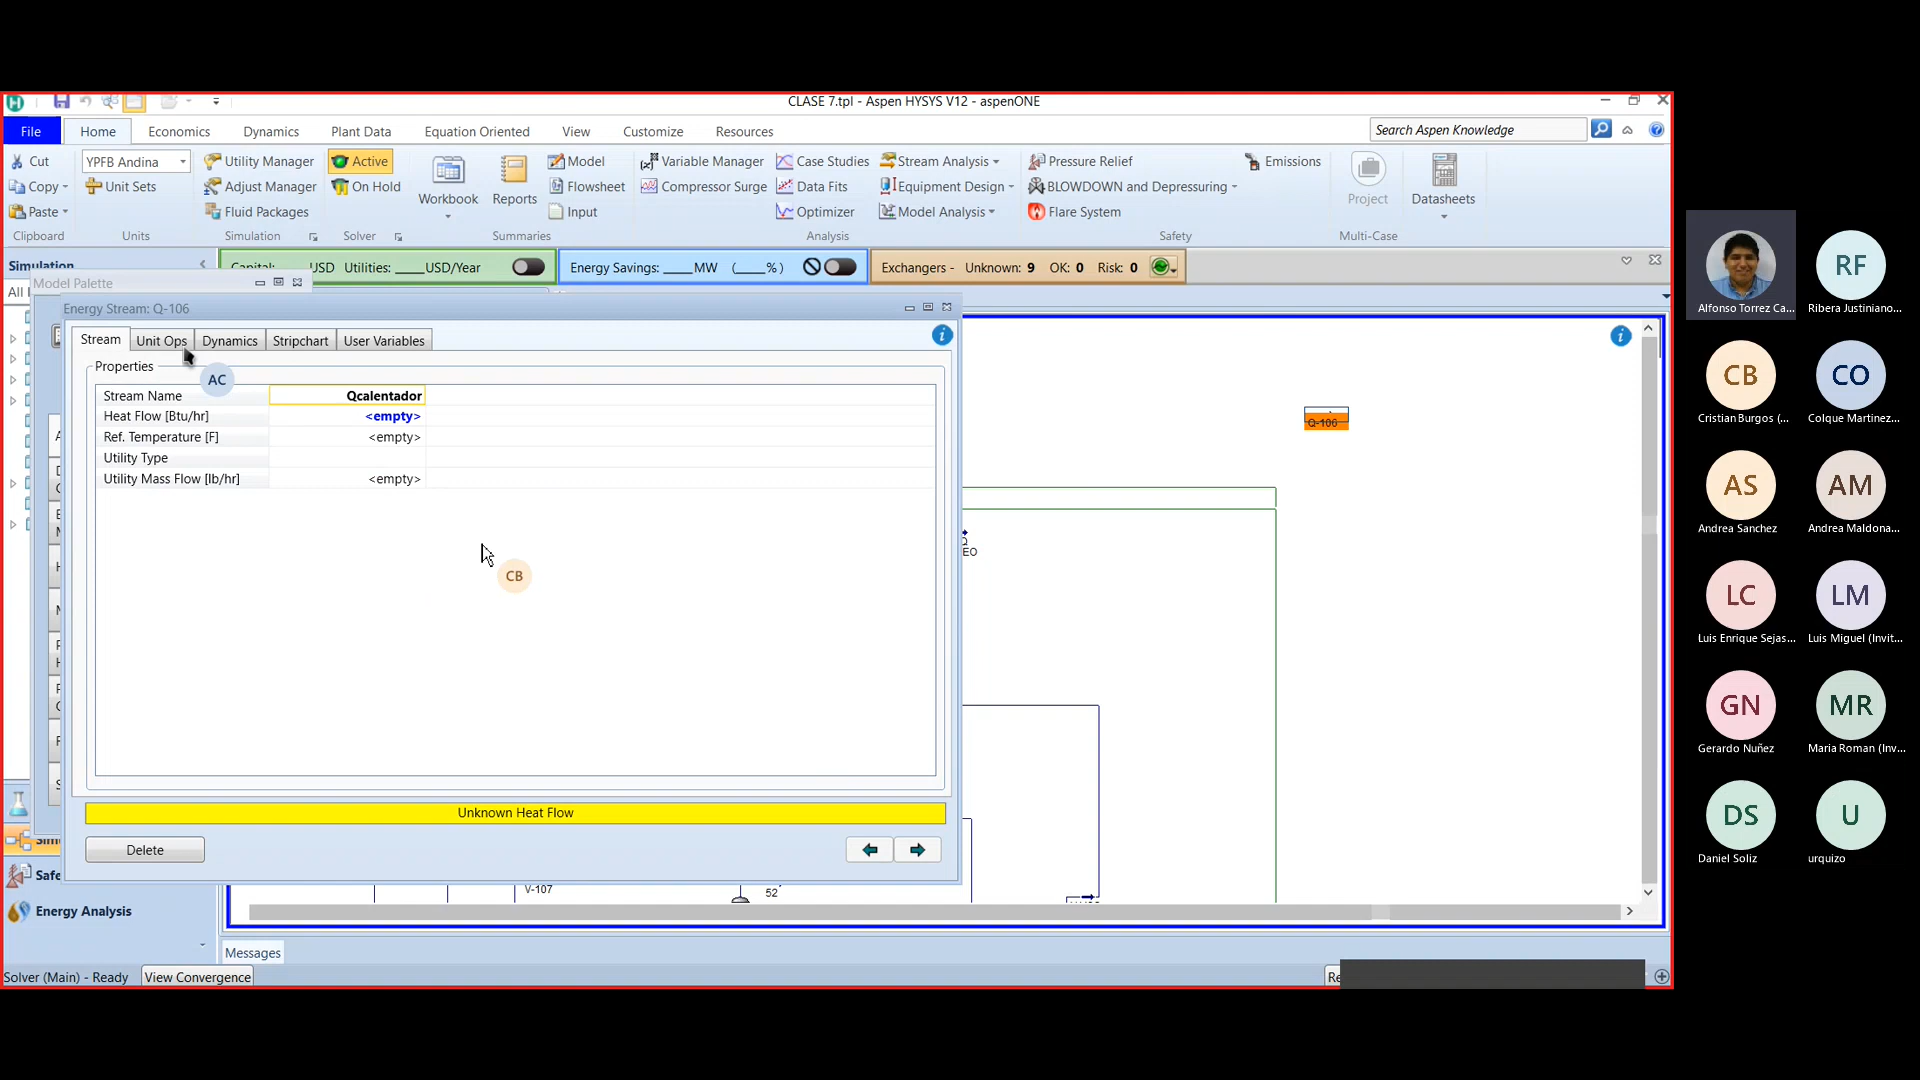 CLASE 7.tpl - Aspen HYSYS V12 - aspenONE
File Home Economics Dynamics Plant Data Equation Oriented View Customize Resources Search Aspen Knowledge
Cut YPFB Andina Utility Manager Active Model Variable Manager Case Studies Stream Analysis Pressure Relief Emissions
Copy Unit Sets Adjust Manager On Hold Workbook Reports Flowsheet Compressor Surge Data Fits Equipment Design BLOWDOWN and Depressuring Project Datasheets
Paste Fluid Packages Input Optimizer Model Analysis Flare System
Clipboard Units Simulation Solver Summaries Analysis Safety Multi-Case
Simulation Capital: USD Utilities: ____USD/Year Energy Savings: ____MW (____%) Exchangers - Unknown: 9 OK: 0 Risk: 0
All Model Palette
Energy Stream: Q-106
Stream Unit Ops Dynamics Stripchart User Variables
Properties
AC
Stream Name Qcalentador
Heat Flow [Btu/hr] <empty>
Ref. Temperature [F] <empty>
Utility Type
Utility Mass Flow [lb/hr] <empty>
CB
Unknown Heat Flow
Delete
Q-106
Q
EO
V-107
52
Safe
Energy Analysis
Messages
Solver (Main) - Ready View Convergence
Re
Alfonso Torrez Ca...
RF
Ribera Justiniano...
CB
Cristian Burgos (...
CO
Colque Martinez...
AS
Andrea Sanchez
AM
Andrea Maldona...
LC
Luis Enrique Sejas...
LM
Luis Miguel (Invit...
GN
Gerardo Nuñez
MR
Maria Roman (Inv...
DS
Daniel Soliz
U
urquizo